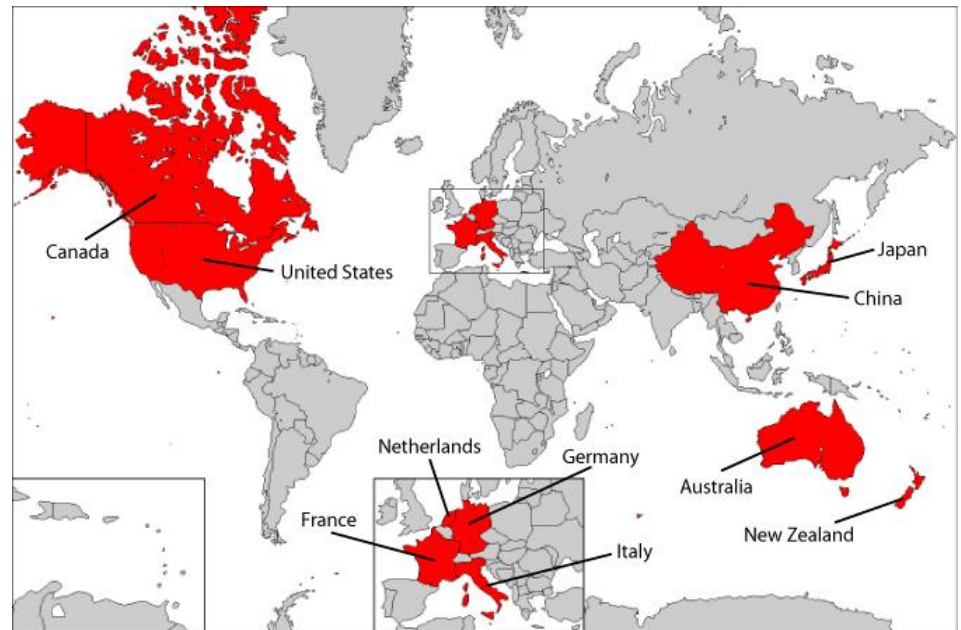 Canada
United States
Japan
China
Netherlands
Germany
Australia
France
New Zealand
Italy